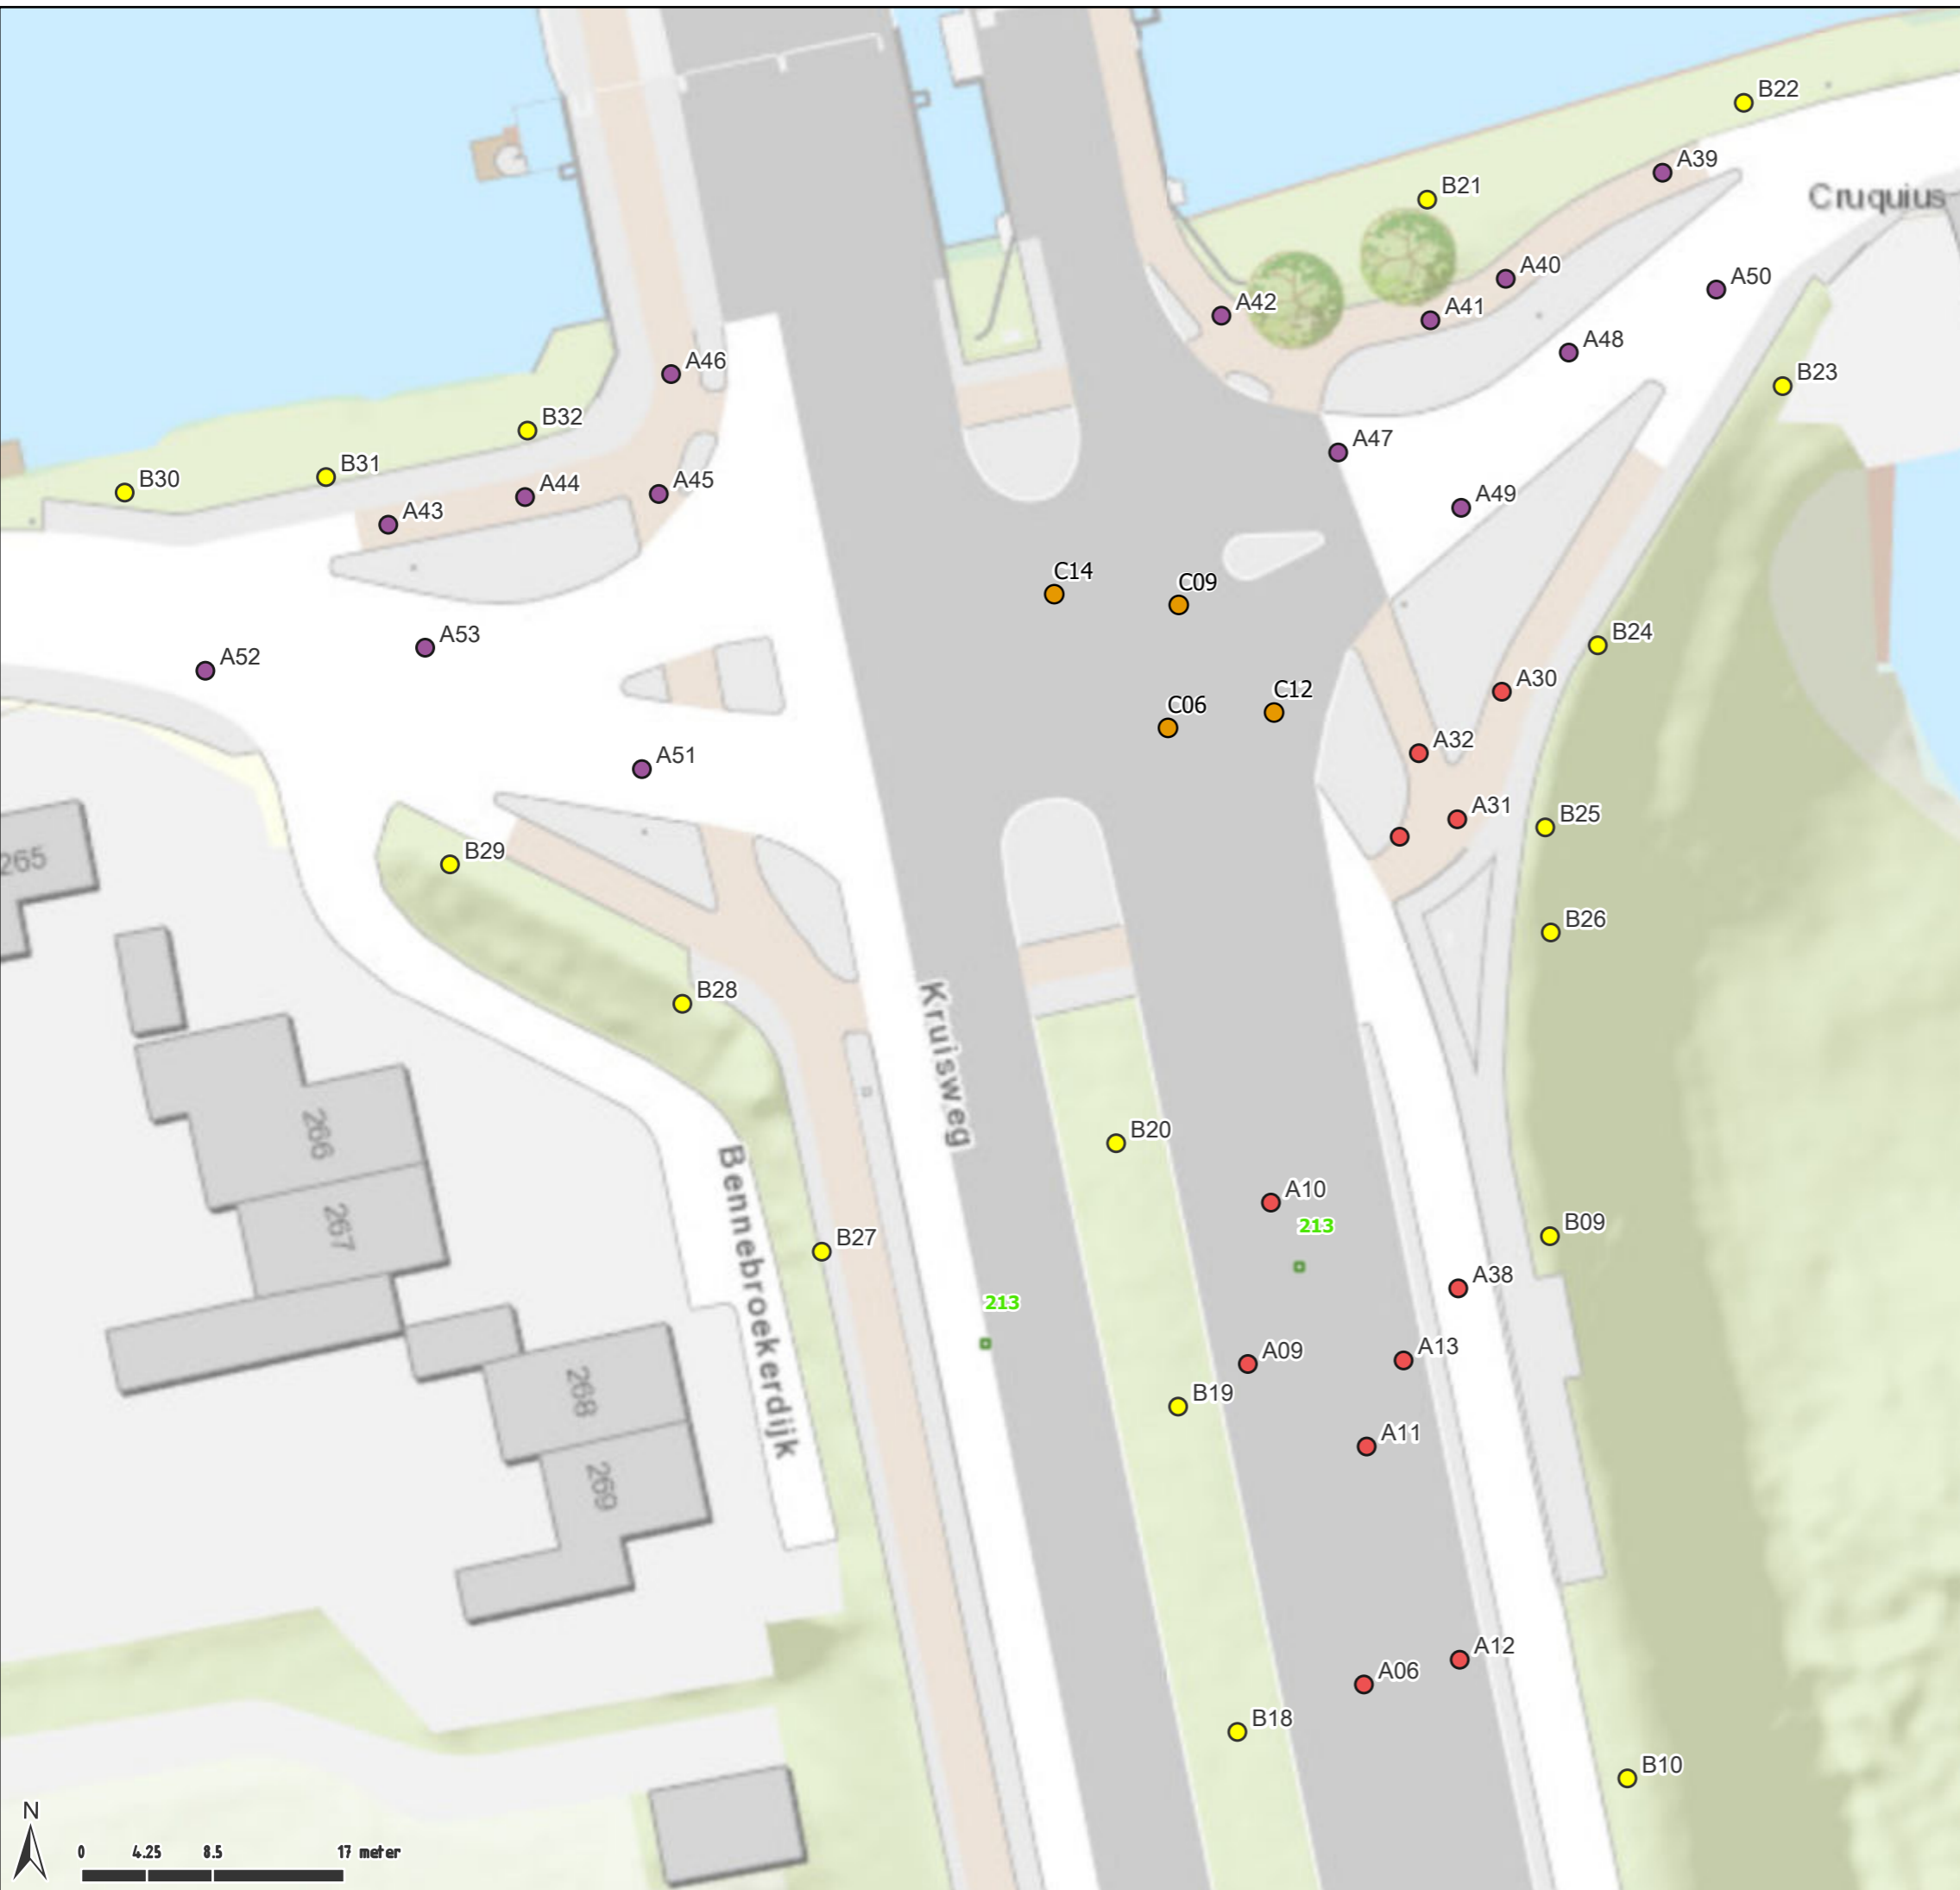 B22
A39
Cruquius
B21
A40
A50
A42
A41
A48
A46
B23
B32
A47
B31
B30
A44
A45
A49
A43
C14
C09
A53
B24
A52
A30
C12
C06
A32
A51
A31
B25
265
B29
B26
B28
Kruisweg
266
B20
Bennebroekerdijk
A10
267
213
B09
B27
A38
213
A13
A09
268
B19
A11
269
A12
A06
B18
B10
N
0 4.25 8.5 17 meter